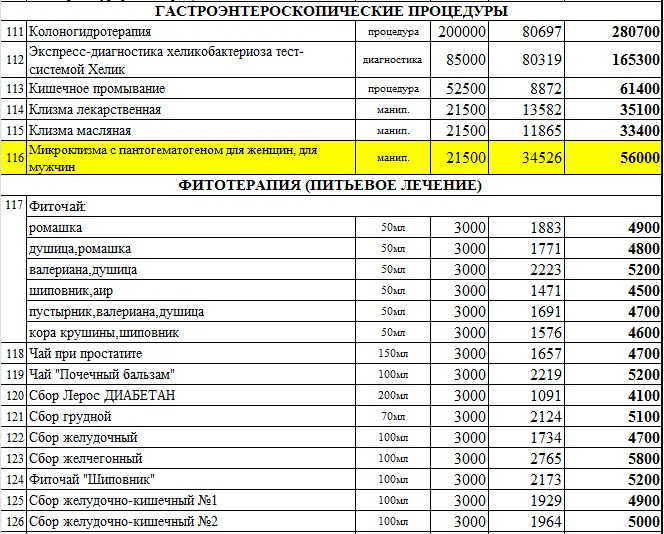 ГАСТРОЭНТЕРОСКОПИЧЕСКИЕ ПРОЦЕДУРЫ
111 Колоногидротерапия процедура 200000 80697 280700
112 Экспресс-диагностика хеликобактериоза тест-
системой Хелик диагностика 85000 80319 165300
113 Кишечное промывание процедура 52500 8872 61400
114 Клизма лекарственная манип. 21500 13582 35100
115 Клизма масляная манип. 21500 11865 33400
116 Микроклизма с пантогематогеном для женщин, для
мужчин манип. 21500 34526 56000
ФИТОТЕРАПИЯ (ПИТЬЕВОЕ ЛЕЧЕНИЕ)
117 Фиточай:
ромашка 50мл 3000 1883 4900
душица,ромашка 50мл 3000 1771 4800
валериана,душица 50мл 3000 2223 5200
шиповник,аир 50мл 3000 1471 4500
пустырник,валериана,душица 50мл 3000 1691 4700
кора крушины,шиповник 50мл 3000 1576 4600
118 Чай при простатите 150мл 3000 1657 4700
119 Чай "Почечный бальзам" 100мл 3000 2219 5200
120 Сбор Лерос ДИАБЕТАН 200мл 3000 1091 4100
121 Сбор грудной 70мл 3000 2124 5100
122 Сбор желудочный 100мл 3000 1734 4700
123 Сбор желчегонный 100мл 3000 2765 5800
124 Фиточай "Шиповник" 100мл 3000 2173 5200
125 Сбор желудочно-кишечный №1 100мл 3000 1929 4900
126 Сбор желудочно-кишечный №2 100мл 3000 1964 5000